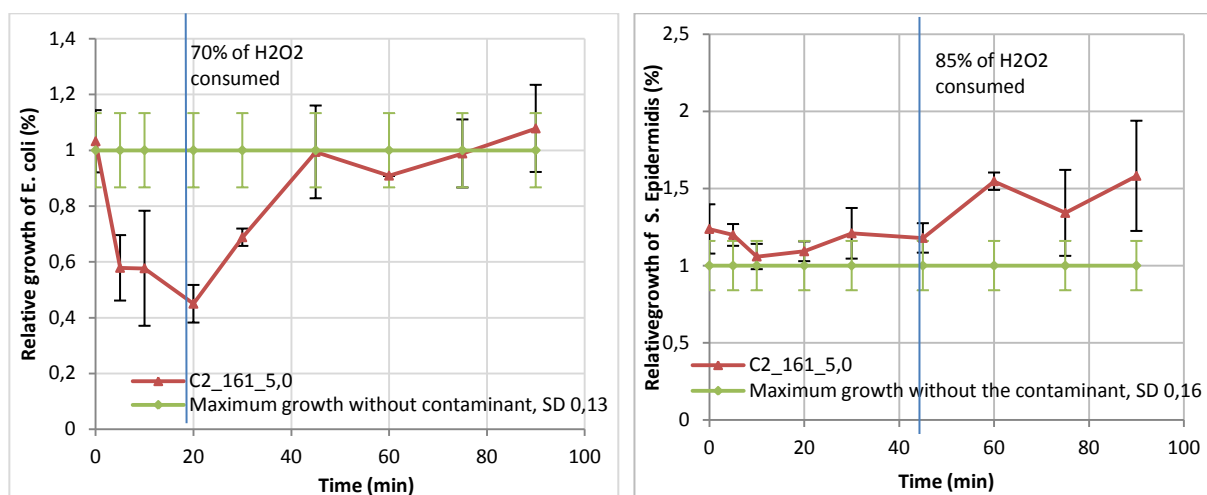 1,4
1,2
1
0,8
0,6
0,4
0,2
0
0
20
40
60
80
100
Relative growth of E. coli (%)
Time (min)
70% of H2O2
consumed
C2_161_5,0
Maximum growth without contaminant, SD 0,13
2,5
2
1,5
1
0,5
0
0
20
40
60
80
100
Relativegrowth of S. Epidermidis (%)
Time (min)
85% of H2O2
consumed
C2_161_5,0
Maximum growth without the contaminant, SD 0,16